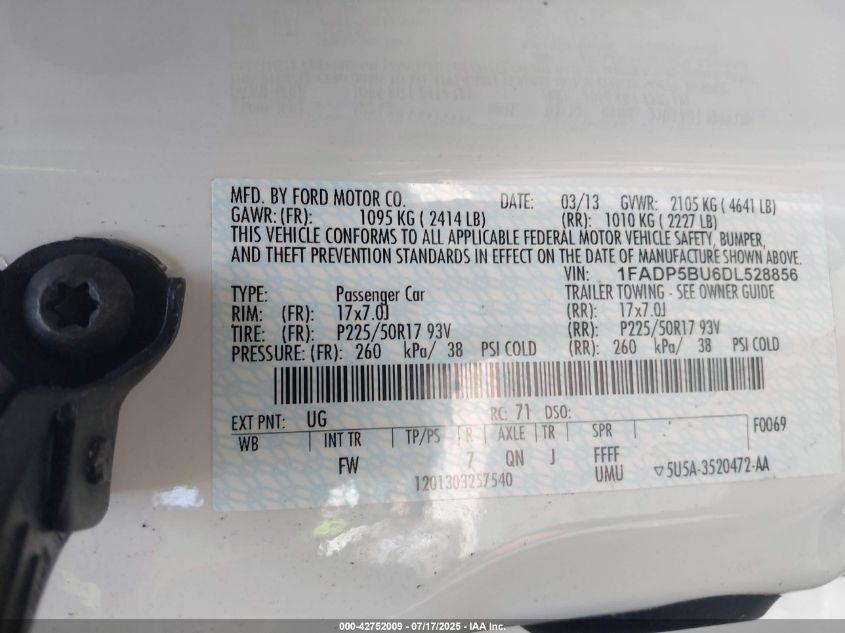 MFD. BY FORD MOTOR CO. DATE: 03/13 GVWR: 2105 KG ( 4641 LB)
GAWR:(FR): 1095 KG ( 2414 LB) (RR): 1010 KG ( 2227 LB)
THIS VEHICLE CONFORMS TO ALL APPLICABLE FEDERAL MOTOR VEHICLE SAFETY, BUMPER,
AND THEFT PREVENTION STANDARDS IN EFFECT ON THE DATE OF MANUFACTURE SHOWN ABOVE.
VIN: 1FADP5BU6DL528856
TYPE: Passenger Car TRAILER TOWING - SEE OWNER GUIDE
RIM: (FR): 17x7.0J (RR): 17x7.0J
TIRE: (FR): P225/50R17 93V (RR): P225/50R17 93V
PRESSURE: (FR): 260 kPa/ 38 PSI COLD (RR): 260 kPa/ 38 PSI COLD
EXT PNT: UG RC: 71 DSO: F0069
WB INT TR TP/PS R AXLE TR SPR
FW 7 QN J FFFF
1201303257540 UMU ▽5U5A-3520472-AA
000-42752009 - 07/17/2025 - IAA Inc.